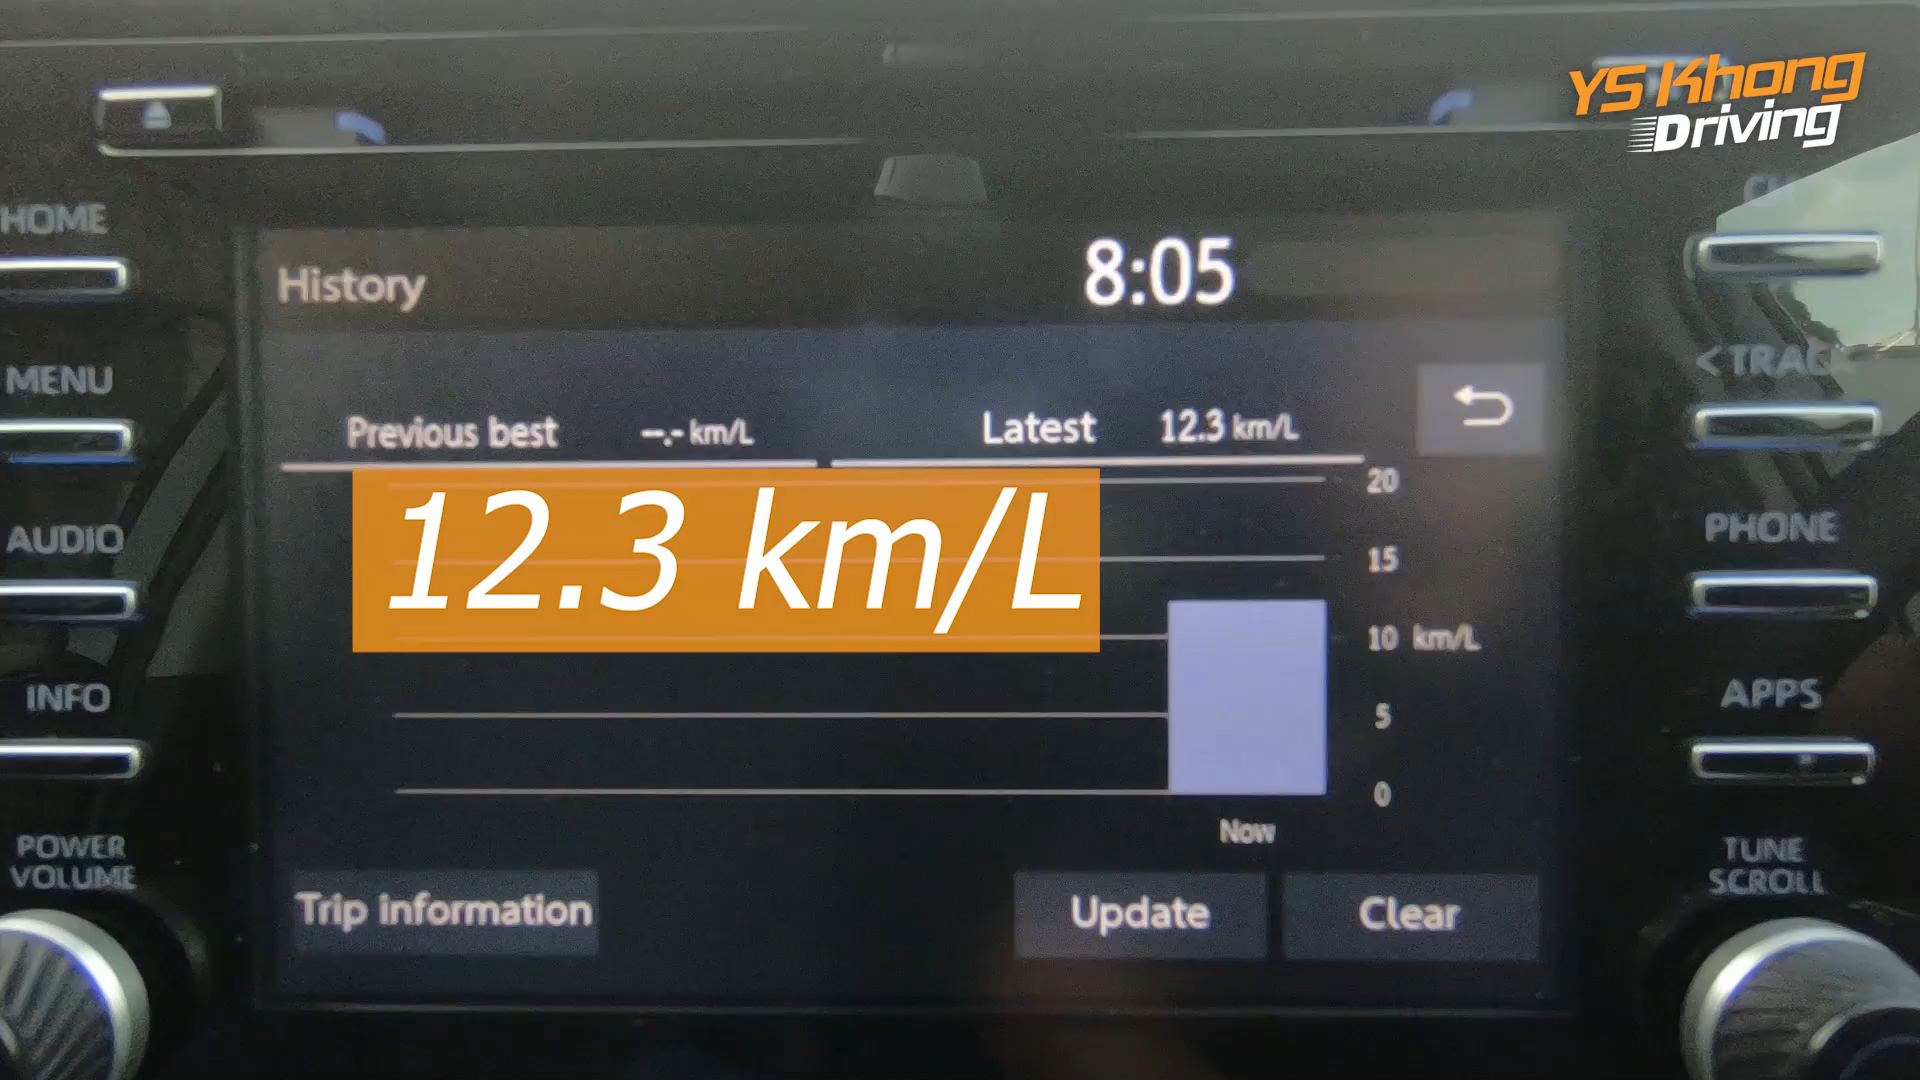 YS Khong
Driving
HOME
MENU
AUDIO
INFO
POWER
VOLUME
History
8:05
Previous best --.- km/L
Latest 12.3 km/L
12.3 km/L
20
15
10 km/L
5
0
Now
Trip information
Update
Clear
< TRACK
PHONE
APPS
TUNE
SCROLL